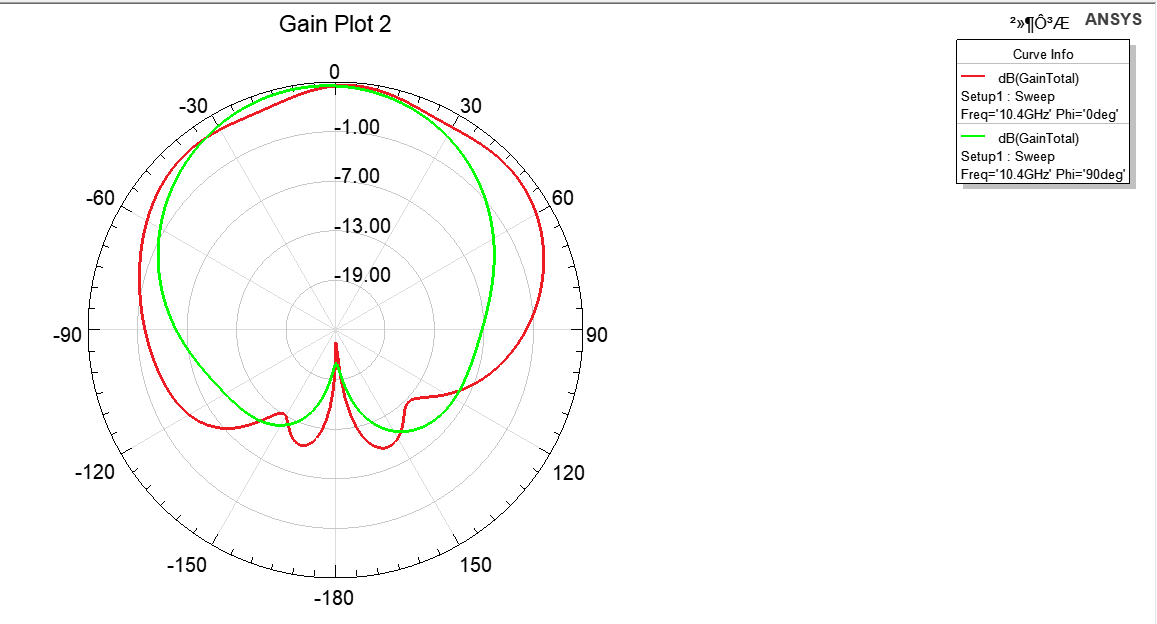 Gain Plot 2
²»¶Ô³Æ
ANSYS
Curve Info
dB(GainTotal)
Setup1 : Sweep
Freq='10.4GHz' Phi='0deg'
dB(GainTotal)
Setup1 : Sweep
Freq='10.4GHz' Phi='90deg'
0
-30
30
-1.00
-7.00
-60
60
-13.00
-19.00
-90
90
-120
120
-150
150
-180